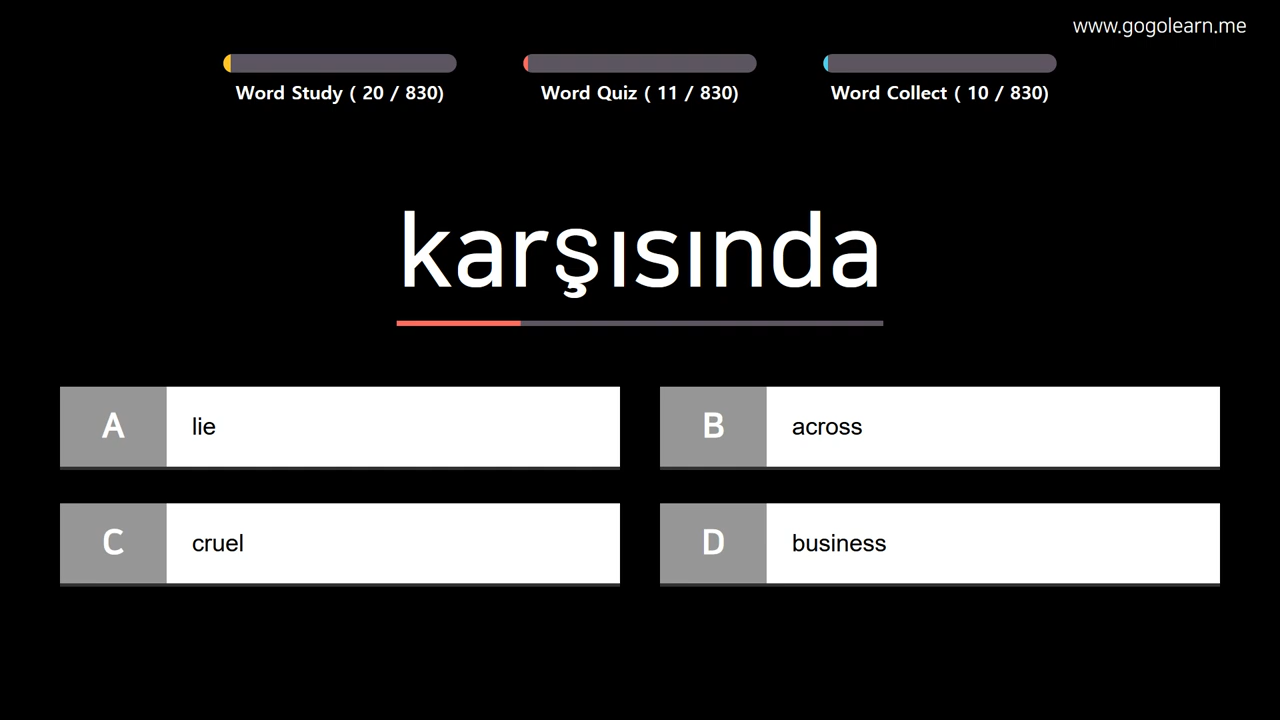 www.gogolearn.me
Word Study ( 20 / 830)
Word Quiz ( 11 / 830)
Word Collect ( 10 / 830)
karşısında
A lie
B across
C cruel
D business